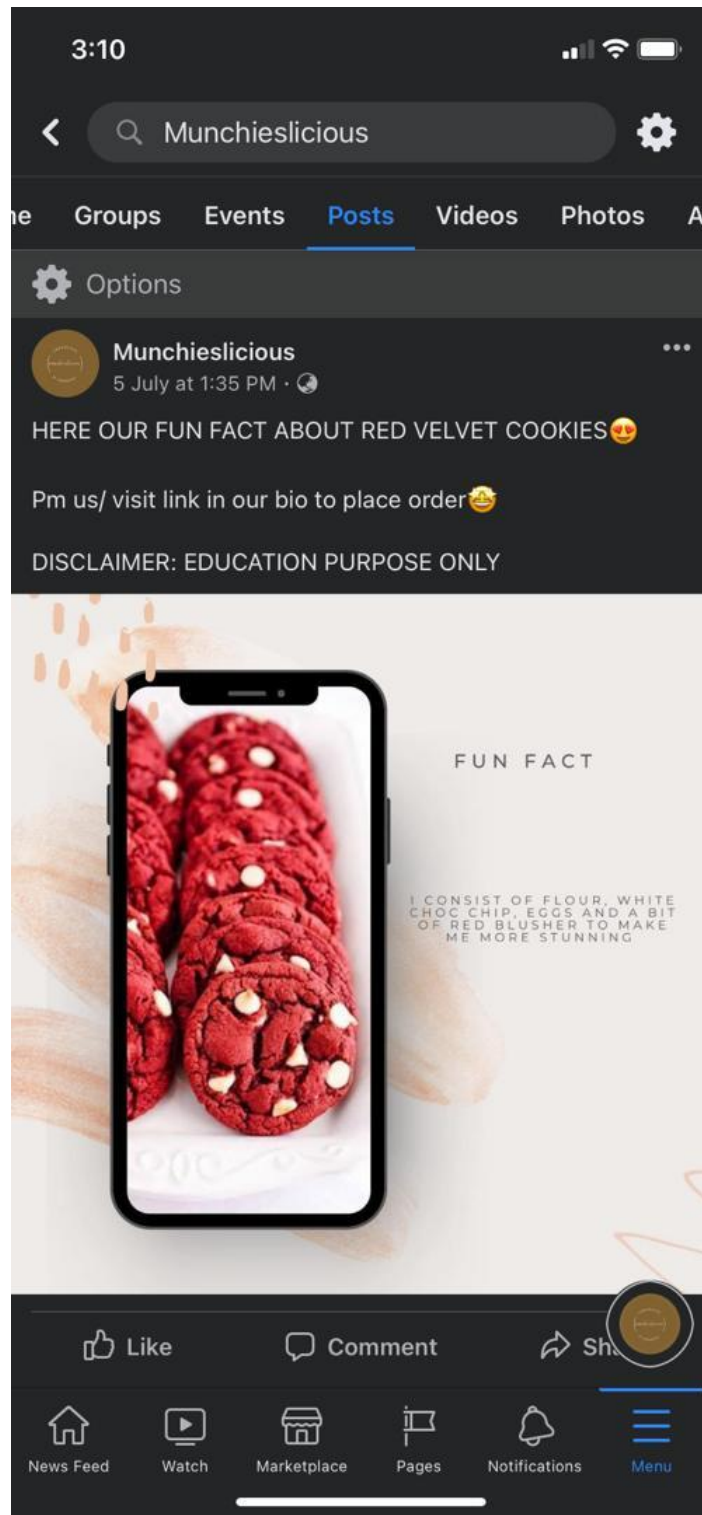 3:10
Munchieslicious
Groups Events Posts Videos Photos
Options
Munchieslicious
5 July at 1:35 PM ·
HERE OUR FUN FACT ABOUT RED VELVET COOKIES😍
Pm us/ visit link in our bio to place order🤩
DISCLAIMER: EDUCATION PURPOSE ONLY
FUN FACT
I CONSIST OF FLOUR, WHITE
CHOC CHIP, EGGS AND A BIT
OF RED BLUSHER TO MAKE
ME MORE STUNNING
Like Comment
News Feed Watch Marketplace Pages Notifications Menu